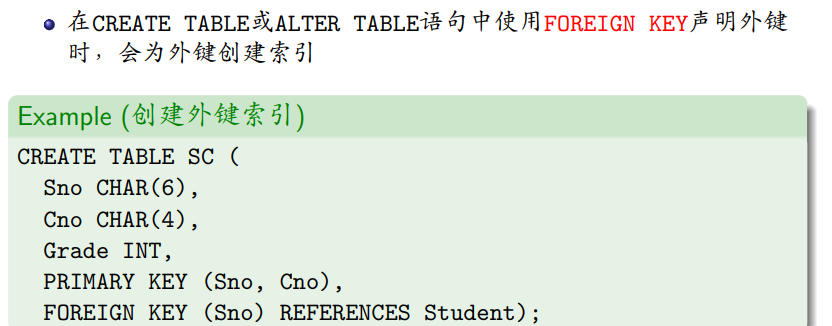 在CREATE TABLE或ALTER TABLE语句中使用FOREIGN KEY声明外键
时，会为外键创建索引
Example (创建外键索引)
CREATE TABLE SC (
Sno CHAR(6),
Cno CHAR(4),
Grade INT,
PRIMARY KEY (Sno, Cno),
FOREIGN KEY (Sno) REFERENCES Student);